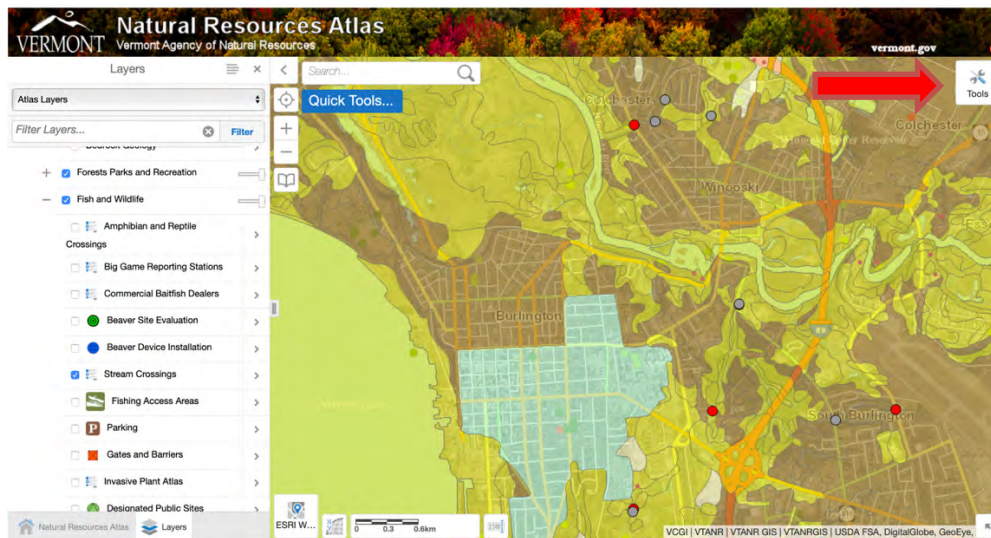 Natural Resources Atlas
VERMONT
Vermont Agency of Natural Resources
vermont.gov
Layers
Atlas Layers
Filter Layers...
Filter
Bedrock Geology
Forests Parks and Recreation
Fish and Wildlife
Amphibian and Reptile
Crossings
Big Game Reporting Stations
Commercial Baitfish Dealers
Beaver Site Evaluation
Beaver Device Installation
Stream Crossings
Fishing Access Areas
P Parking
Gates and Barriers
Invasive Plant Atlas
Designated Public Sites
Natural Resources Atlas
Layers
Search...
Quick Tools...
Tools
Colchester
Colchester
Winooski
Burlington
South Burlington
89
ESRI W...
0 0.3 0.6km
VCGI | VTANR | VTANR GIS | VTANRGIS | USDA FSA, DigitalGlobe, GeoEye,